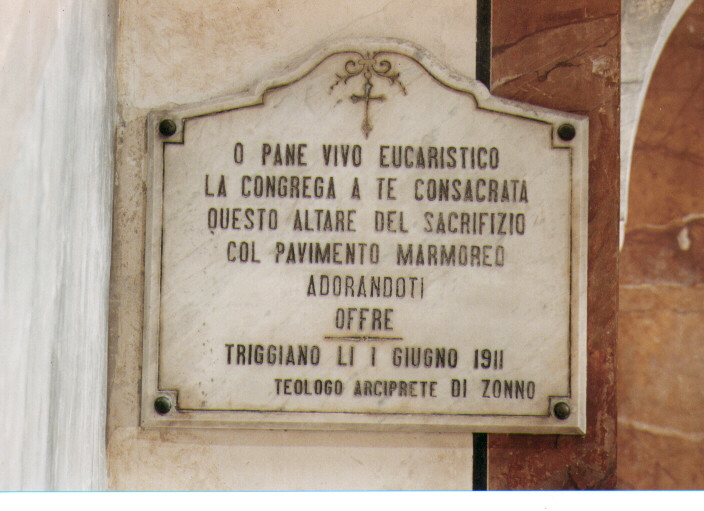 O PANE VIVO EUCARISTICO
LA CONGREGA A TE CONSACRATA
QUESTO ALTARE DEL SACRIFIZIO
COL PAVIMENTO MARMOREO
ADORANDOTI
OFFRE
TRIGGIANO LI 1 GIUGNO 1911
TEOLOGO ARCIPRETE DI ZONNO